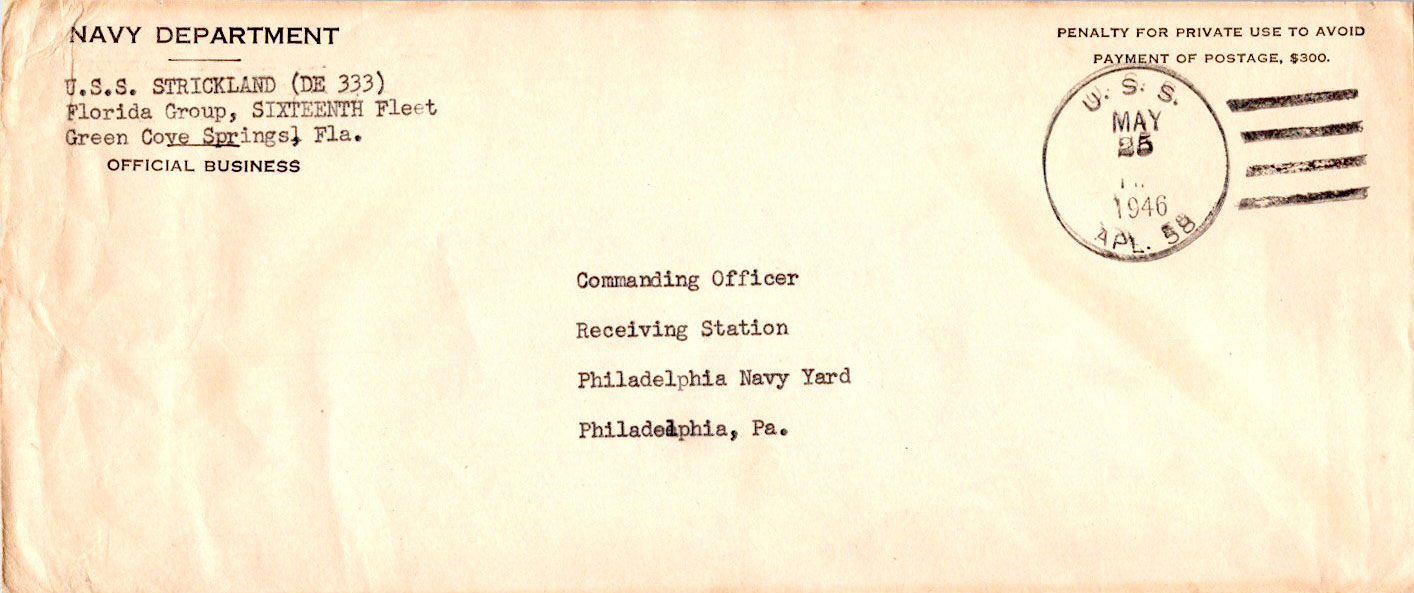 NAVY DEPARTMENT
U.S.S. STRICKLAND (DE 333)
Florida Group, SIXTEENTH Fleet
Green Cove Springs, Fla.
OFFICIAL BUSINESS
PENALTY FOR PRIVATE USE TO AVOID
PAYMENT OF POSTAGE, $300.
U. S. S.
MAY
25
1946
APL. 58
Commanding Officer
Receiving Station
Philadelphia Navy Yard
Philadelphia, Pa.